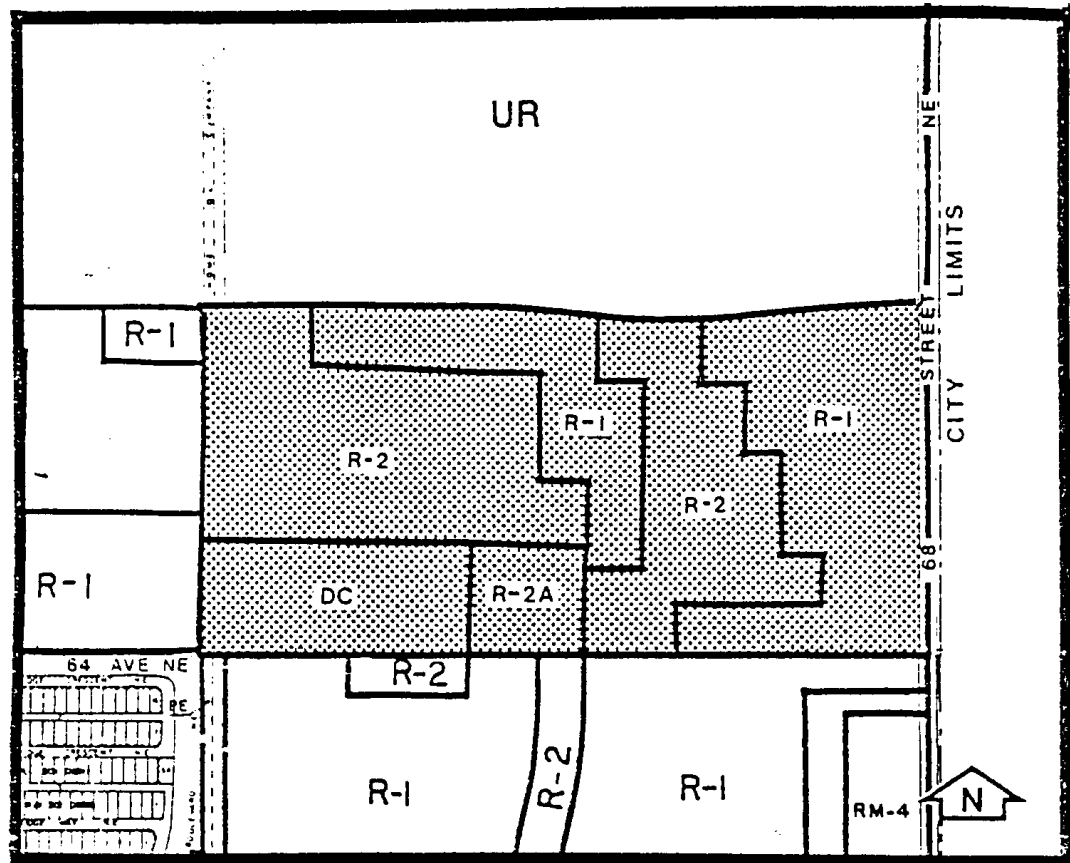 UR
NE
STREET
68
CITY LIMITS
R-1
R-1
R-1
R-2
R-2
R-1
DC
R-2A
64 AVE NE
R-2
R-1
R-2
R-1
RM-4
N